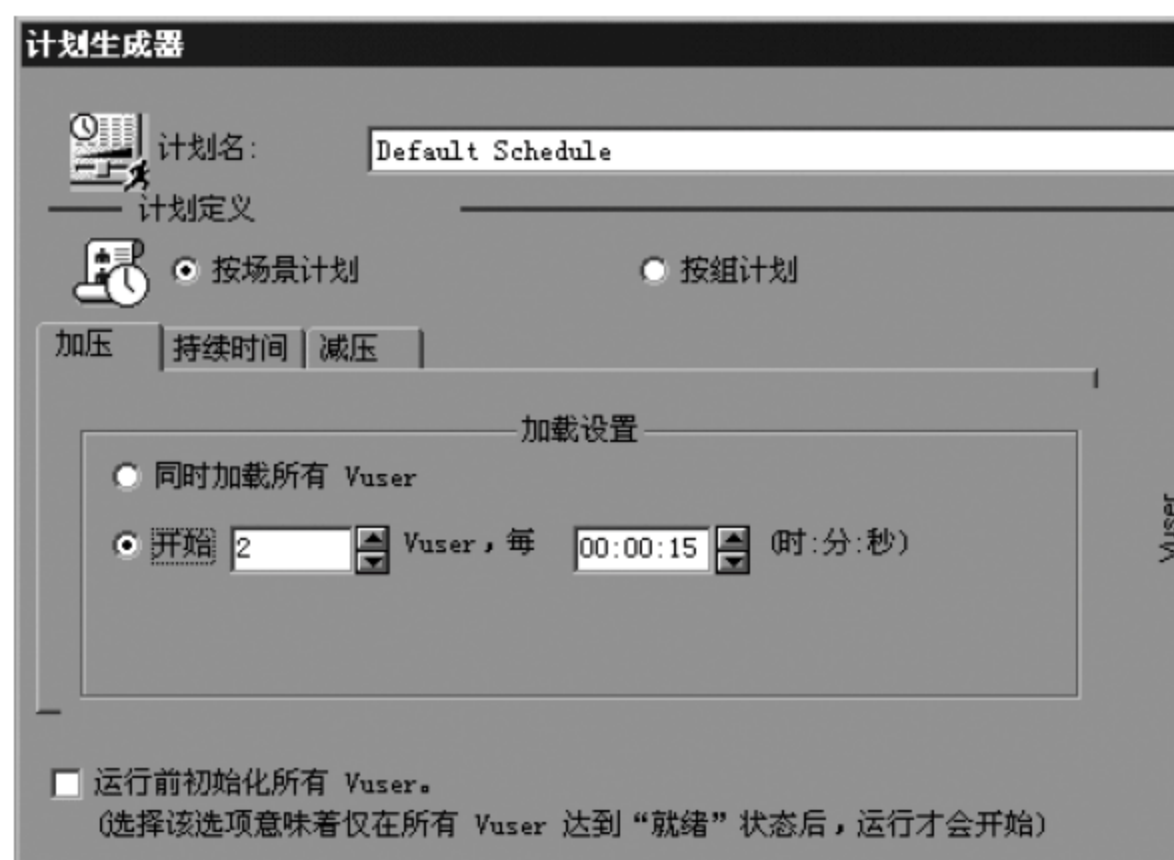 计划生成器
计划名:
Default Schedule
计划定义
按场景计划 按组计划
加压 持续时间 减压
加载设置
同时加载所有 Vuser
开始 2 Vuser，每 00:00:15 (时:分:秒)
Vuser
运行前初始化所有 Vuser。
(选择该选项意味着仅在所有 Vuser 达到“就绪”状态后，运行才会开始)